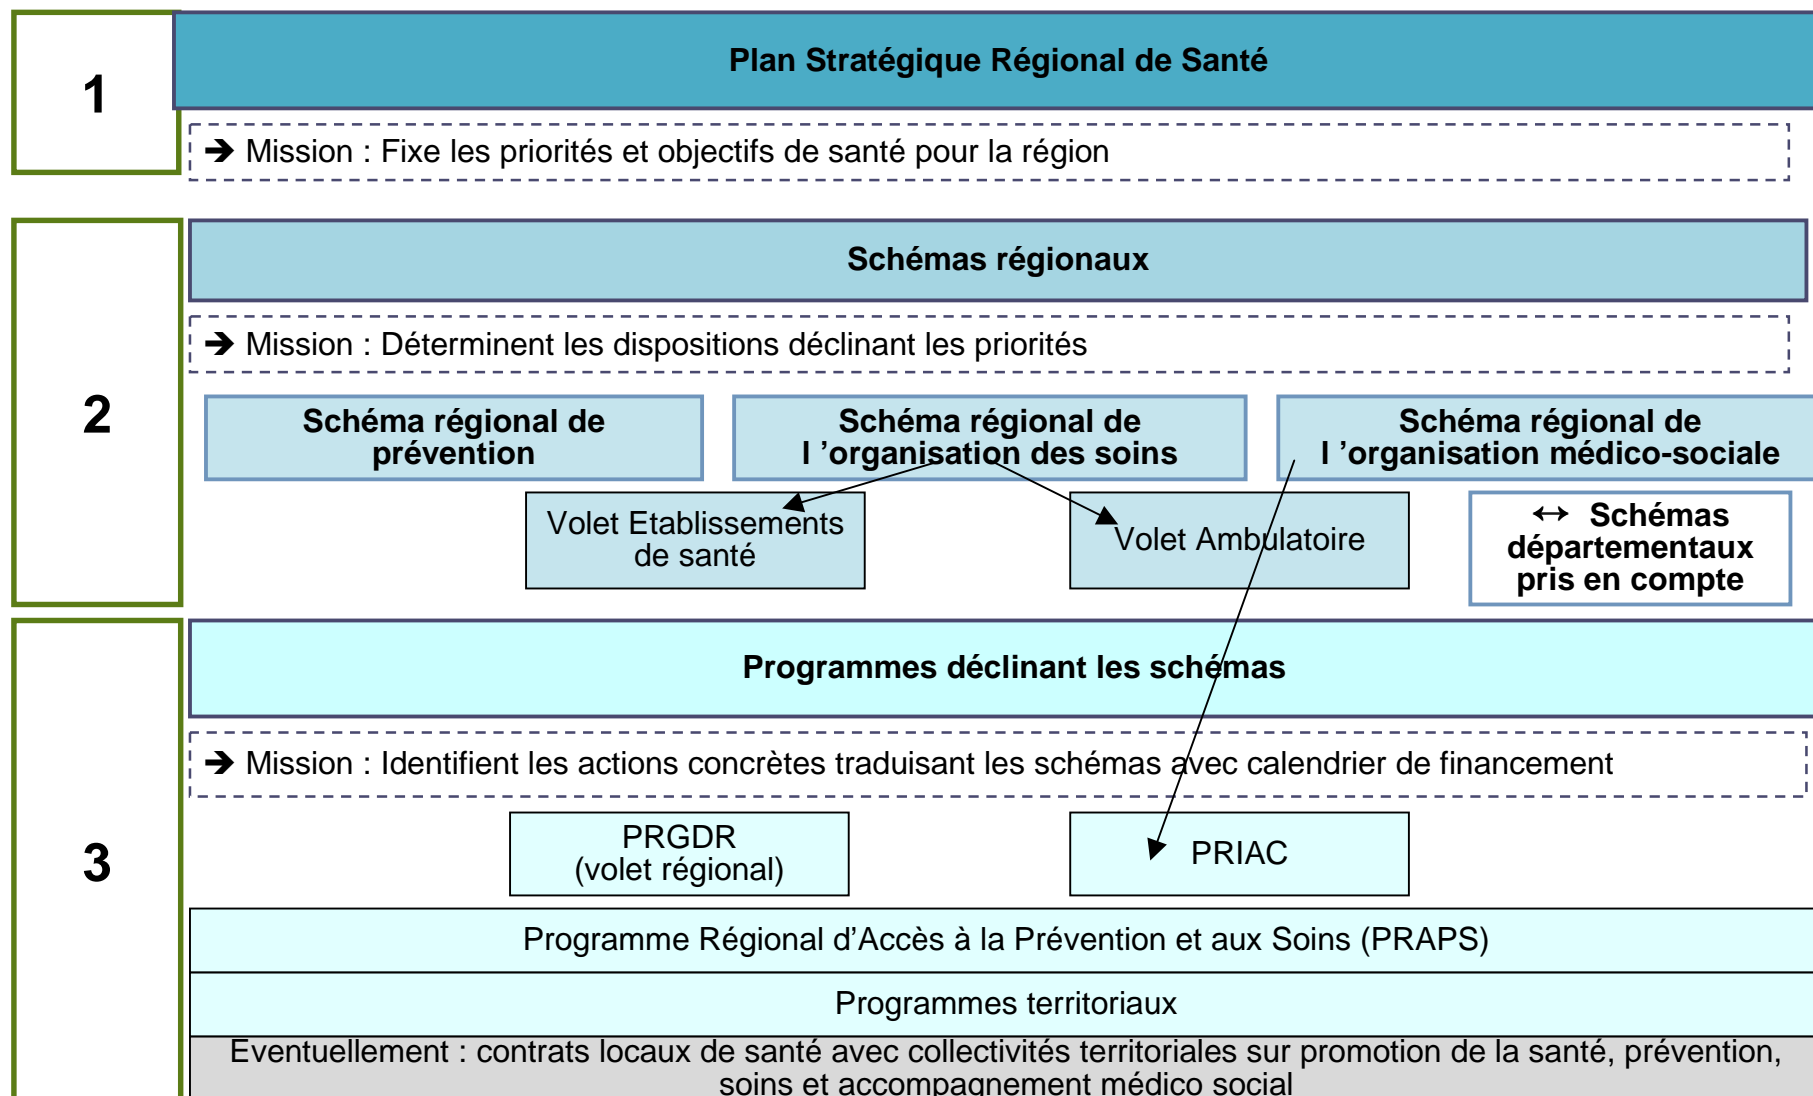 1
Plan Stratégique Régional de Santé
➔ Mission : Fixe les priorités et objectifs de santé pour la région
2
Schémas régionaux
➔ Mission : Déterminent les dispositions déclinant les priorités
Schéma régional de
prévention
Schéma régional de
l ’organisation des soins
Schéma régional de
l ’organisation médico-sociale
Volet Etablissements
de santé
Volet Ambulatoire
↔ Schémas
départementaux
pris en compte
3
Programmes déclinant les schémas
➔ Mission : Identifient les actions concrètes traduisant les schémas avec calendrier de financement
PRGDR
(volet régional)
PRIAC
Programme Régional d’Accès à la Prévention et aux Soins (PRAPS)
Programmes territoriaux
Eventuellement : contrats locaux de santé avec collectivités territoriales sur promotion de la santé, prévention,
soins et accompagnement médico social